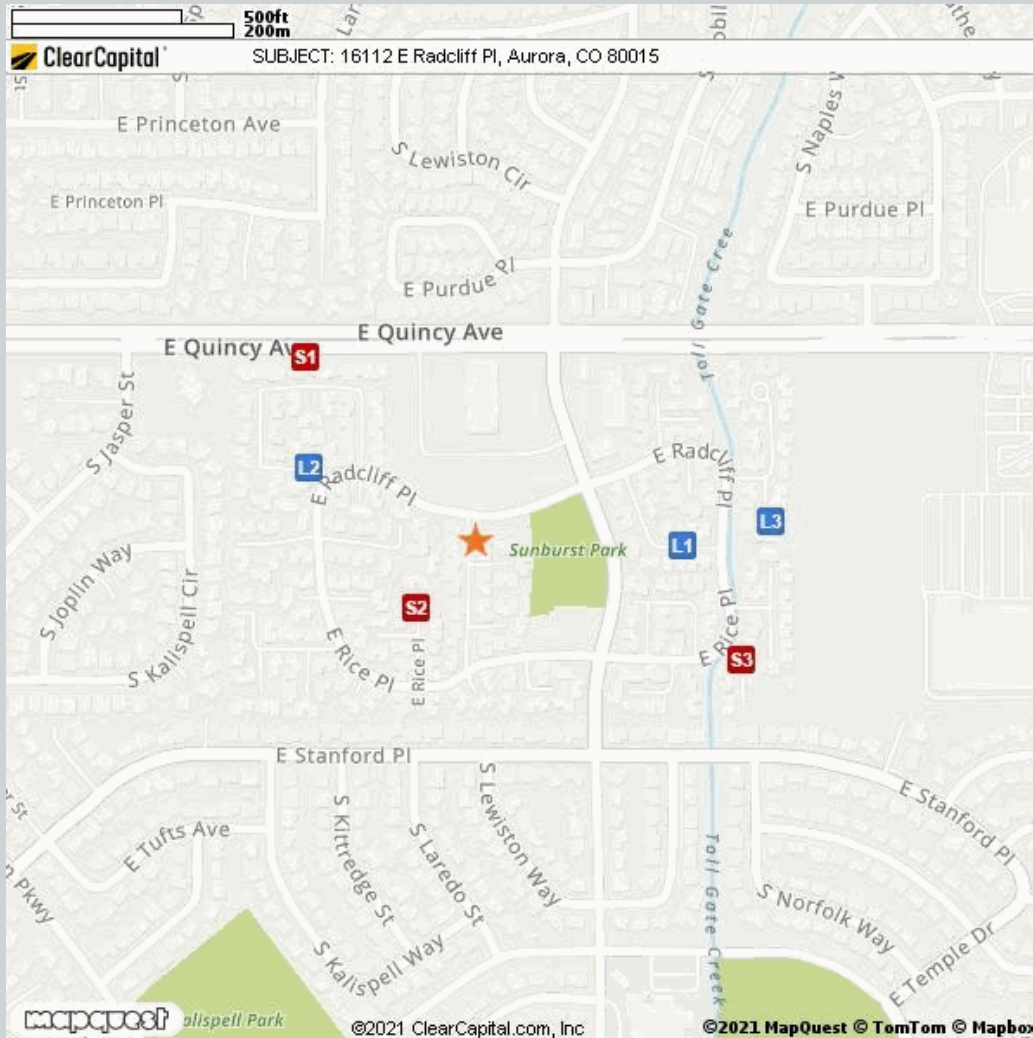 500ft
200m
ClearCapital
SUBJECT: 16112 E Radcliff Pl, Aurora, CO 80015
E Princeton Ave
S Lewiston Cir
S Naples
E Princeton Pl
E Purdue Pl
E Purdue Pl
Toll Gate Cree
E Quincy Ave
E Quincy Av
S1
S Jasper St
E Radcliff Pl
L2
E Radcliff Pl
L3
L1
Sunburst Park
S Joplin Way
S Kalispell Cir
S2
E Rice Pl
E Rice Pl
E Rice Pl
S3
E Stanford Pl
E Stanford Pl
S Lewiston Way
S Kittredge St
S Laredo St
E Tufts Ave
Toll Gate Creek
n Pkwy
S Norfolk Way
S Kalispell Way
E Temple Dr
mapquest
alispell Park
©2021 ClearCapital.com, Inc
©2021 MapQuest © TomTom © Mapbox